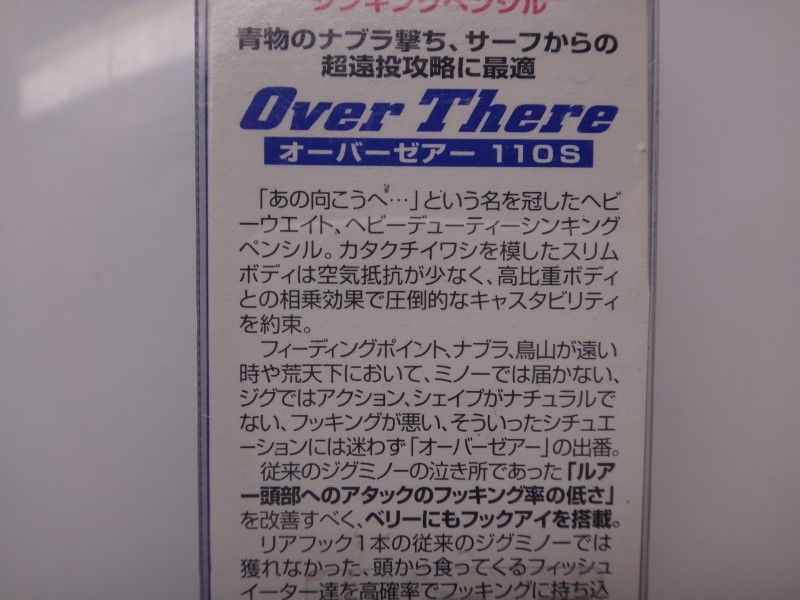 シンキングペンシル
青物のナブラ撃ち、サーフからの
超遠投攻略に最適
Over There
オーバーゼアー 110S
「あの向こうへ…」という名を冠したヘビ
ーウエイト、ヘビーデューティーシンキング
ペンシル。カタクチイワシを模したスリム
ボディは空気抵抗が少なく、高比重ボディ
との相乗効果で圧倒的なキャスタビリティ
を約束。
フィーディングポイント、ナブラ、鳥山が遠い
時や荒天下において、ミノーでは届かない、
ジグではアクション、シェイプがナチュラルで
ない、フッキングが悪い、そういったシチュエ
ーションには迷わず「オーバーゼアー」の出番。
従来のジグミノーの泣き所であった「ルア
ー頭部へのアタックのフッキング率の低さ」
を改善すべく、ベリーにもフックアイを搭載。
リアフック1本の従来のジグミノーでは
獲れなかった、頭から食ってくるフィッシュ
イーター達を高確率でフッキングに持ち込